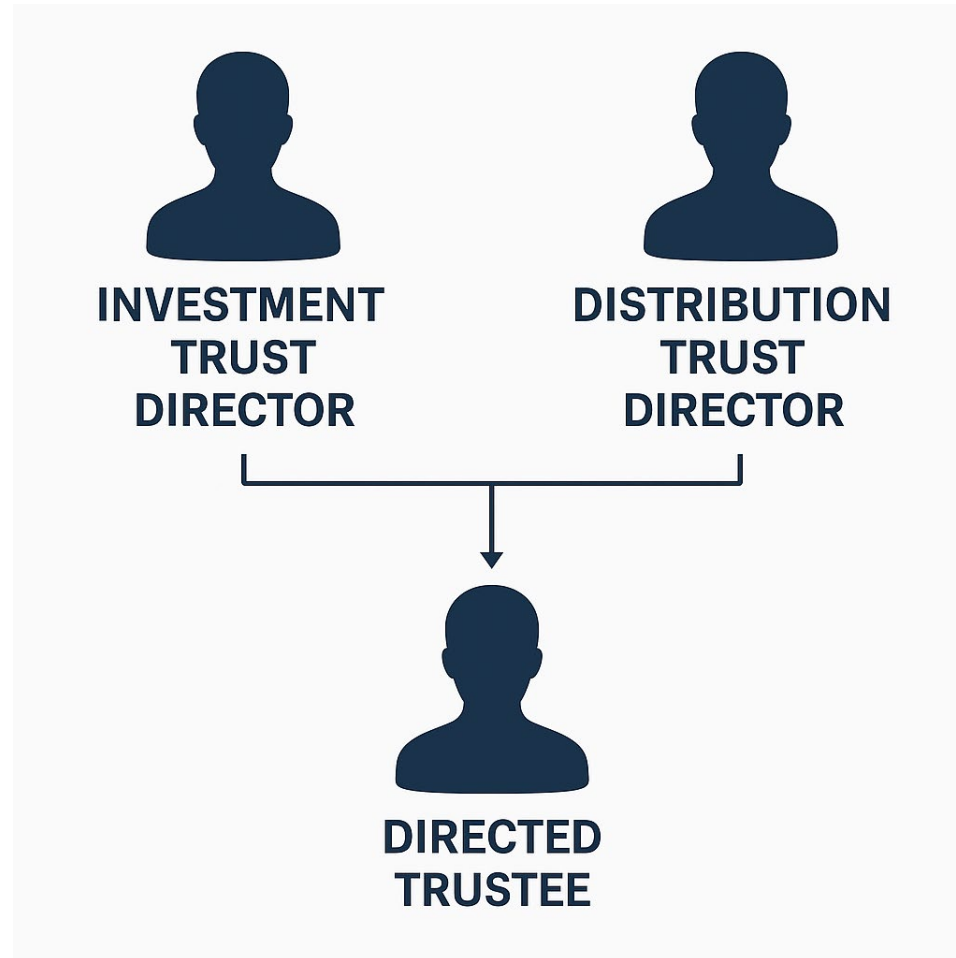 INVESTMENT
TRUST
DIRECTOR
DISTRIBUTION
TRUST
DIRECTOR
DIRECTED
TRUSTEE